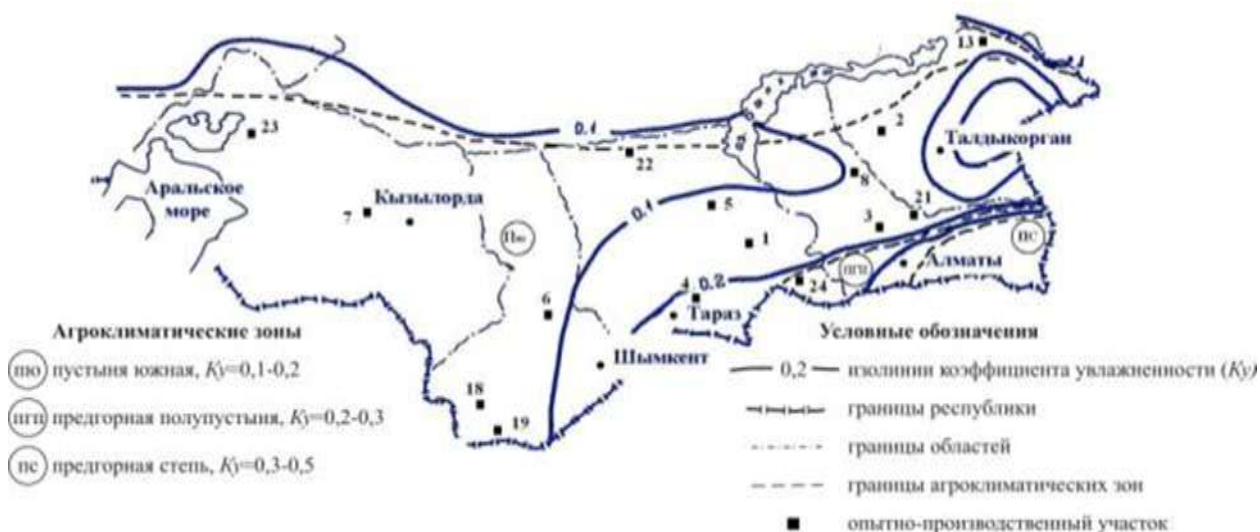 13
0,1
2
23
22
Талдыкорган
Аральское
море
8
Кызылорда
0,1
5
21
7
3
Пю
1
пс
пгп
Алматы
4
0,2
24
6
Тараз
Агроклиматические зоны
Условные обозначения
Шымкент
пю пустыня южная, Ку=0,1-0,2
0,2 изолинии коэффициента увлажненности (Ку)
18
границы республики
пгп предгорная полупустыня, Ку=0,2-0,3
19
границы областей
пс предгорная степь, Ку=0,3-0,5
границы агроклиматических зон
опытно-производственный участок